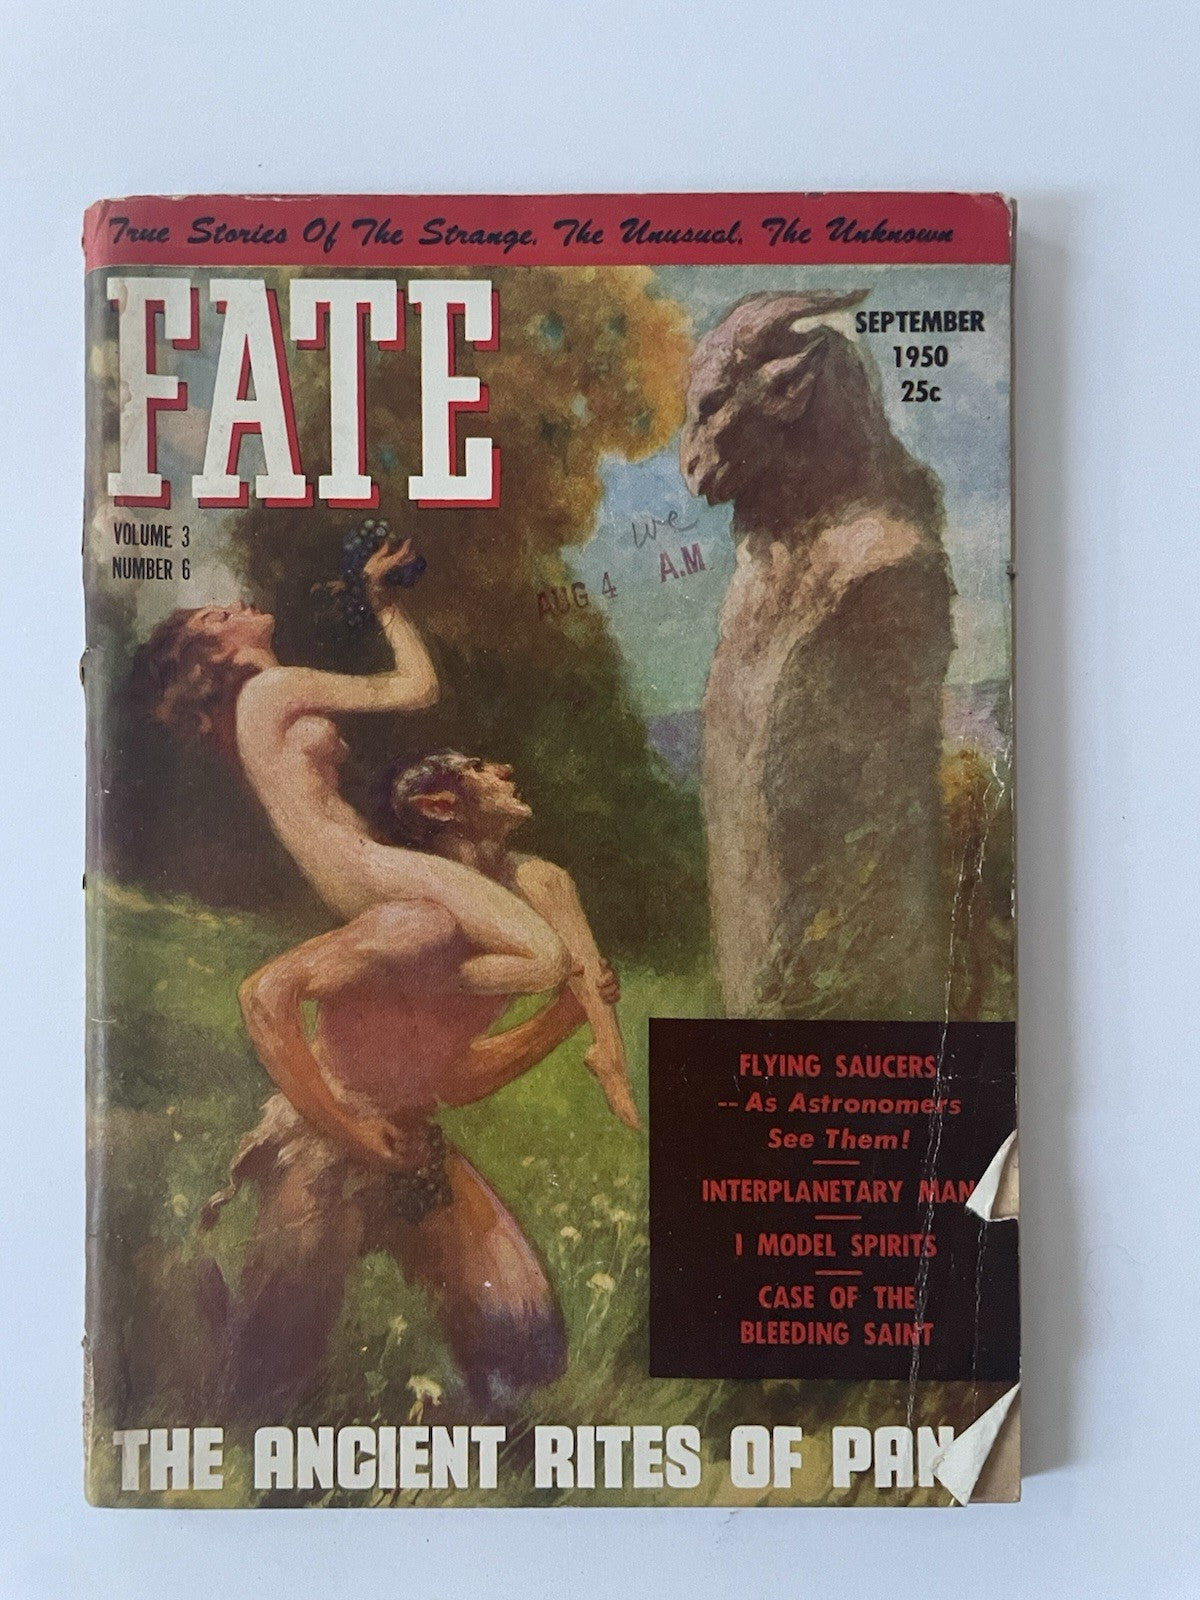 True Stories Of The Strange, The Unusual, The Unknown
FATE
SEPTEMBER
1950
25c
VOLUME 3
NUMBER 6
we
AUG 4 A.M.
FLYING SAUCERS
--As Astronomers
See Them!
INTERPLANETARY MAN
I MODEL SPIRITS
CASE OF THE
BLEEDING SAINT
THE ANCIENT RITES OF PAN